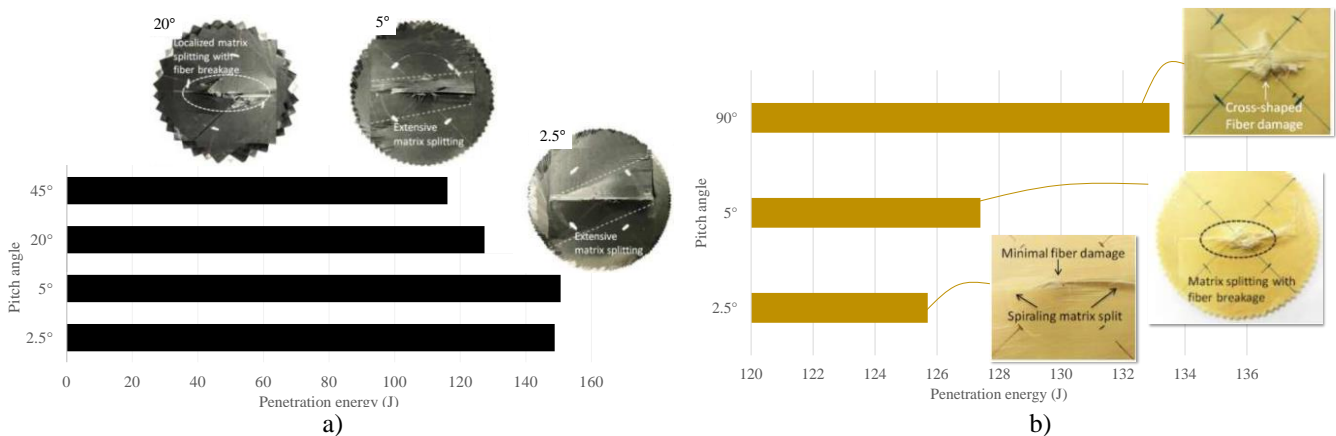 20°
Localized matrix
splitting with
fiber breakage
5°
Extensive
matrix splitting
2.5°
Extensive
matrix splitting
Pitch angle
45°
20°
5°
2.5°
0 20 40 60 80 100 120 140 160
Penetration energy (J)
a)
Pitch angle
90°
5°
2.5°
Cross-shaped
Fiber damage
Matrix splitting with
fiber breakage
Minimal fiber damage
Spiraling matrix split
120 122 124 126 128 130 132 134 136
Penetration energy (J)
b)